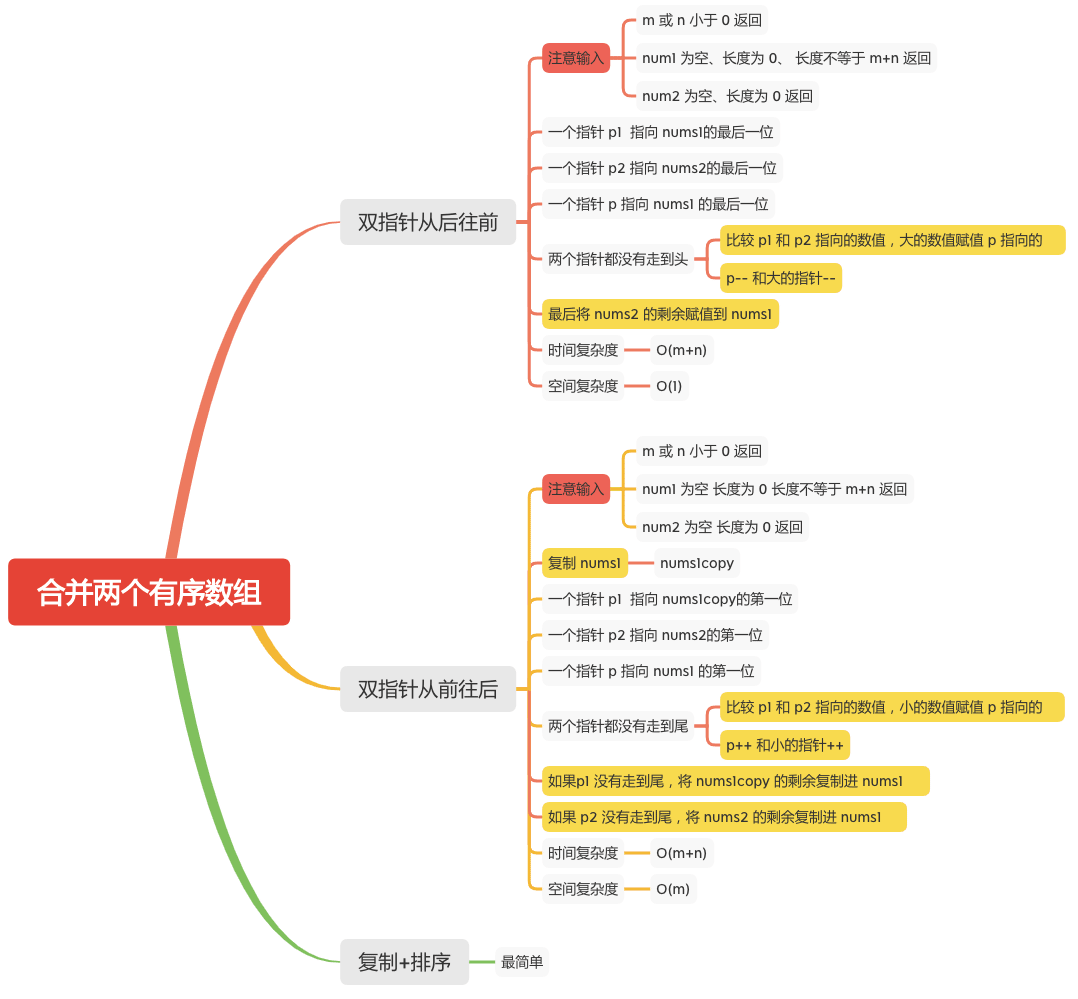 合并两个有序数组
双指针从后往前
注意输入
m 或 n 小于 0 返回
num1 为空、长度为 0、 长度不等于 m+n 返回
num2 为空、长度为 0 返回
一个指针 p1  指向 nums1的最后一位
一个指针 p2 指向 nums2的最后一位
一个指针 p 指向 nums1 的最后一位
两个指针都没有走到头
比较 p1 和 p2 指向的数值，大的数值赋值 p 指向的
p-- 和大的指针--
最后将 nums2 的剩余赋值到 nums1
时间复杂度
O(m+n)
空间复杂度
O(1)
双指针从前往后
注意输入
m 或 n 小于 0 返回
num1 为空 长度为 0 长度不等于 m+n 返回
num2 为空 长度为 0 返回
复制 nums1
nums1copy
一个指针 p1  指向 nums1copy的第一位
一个指针 p2 指向 nums2的第一位
一个指针 p 指向 nums1 的第一位
两个指针都没有走到尾
比较 p1 和 p2 指向的数值，小的数值赋值 p 指向的
p++ 和小的指针++
如果p1 没有走到尾，将 nums1copy 的剩余复制进 nums1
如果 p2 没有走到尾，将 nums2 的剩余复制进 nums1
时间复杂度
O(m+n)
空间复杂度
O(m)
复制+排序
最简单